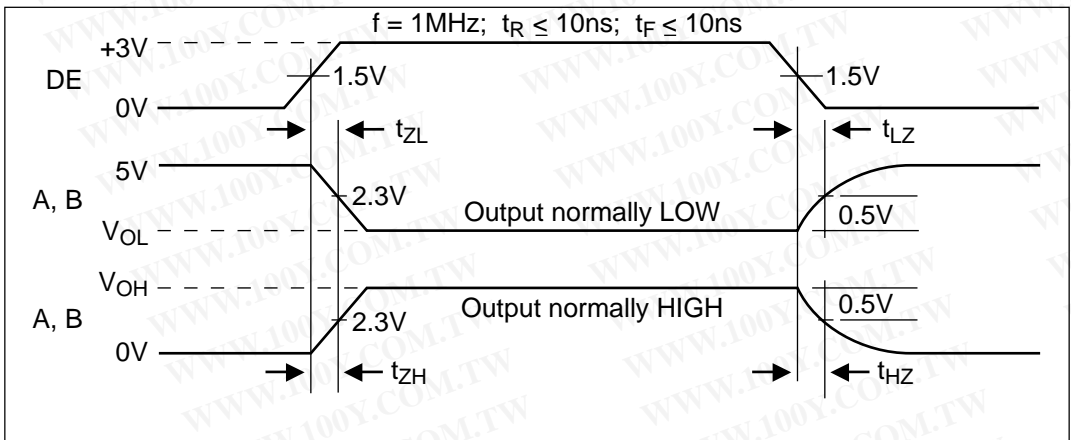 f = 1MHz; tR ≤ 10ns; tF ≤ 10ns
+3V
DE
1.5V
1.5V
0V
tZL
tLZ
5V
A, B
2.3V
Output normally LOW
0.5V
VOL
VOH
A, B
2.3V
Output normally HIGH
0.5V
0V
tZH
tHZ
WWW.100Y.COM.TW